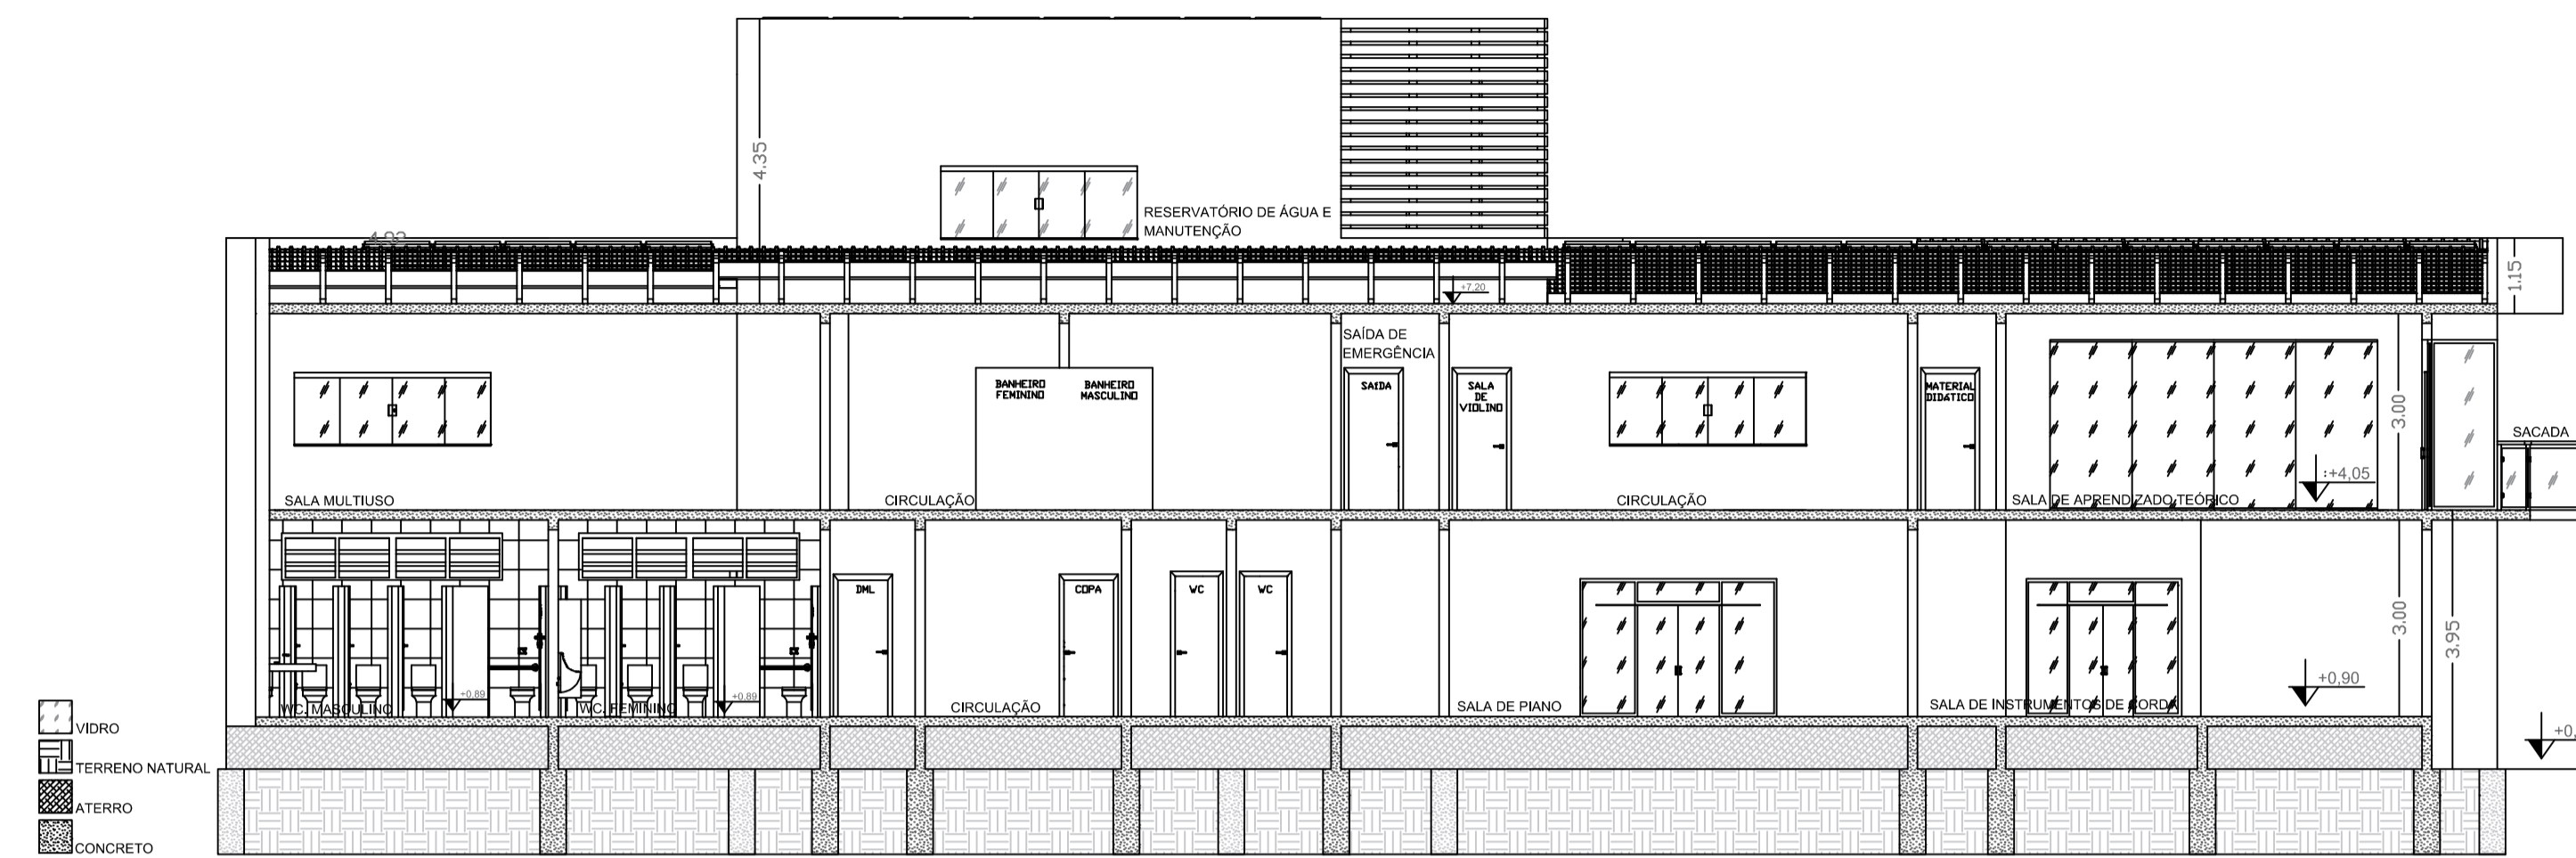 4.35
RESERVATÓRIO DE ÁGUA E
MANUTENÇÃO
1.15
+7,20
SAÍDA DE
EMERGÊNCIA
BANHEIRO
FEMININO
BANHEIRO
MASCULINO
SAíDA
SALA
DE
VIOLINO
MATERIAL
DIDáTICO
3.00
SACADA
:+4,05
SALA MULTIUSO
CIRCULAÇÃO
CIRCULAÇÃO
SALA DE APRENDIZADO TEÓRICO
DML
COPA
WC
WC
3.00
3.95
+0,89
+0,89
+0,90
WC. MASCULINO
WC. FEMININO
CIRCULAÇÃO
SALA DE PIANO
SALA DE INSTRUMENTOS DE CORDA
+0,
VIDRO
TERRENO NATURAL
ATERRO
CONCRETO